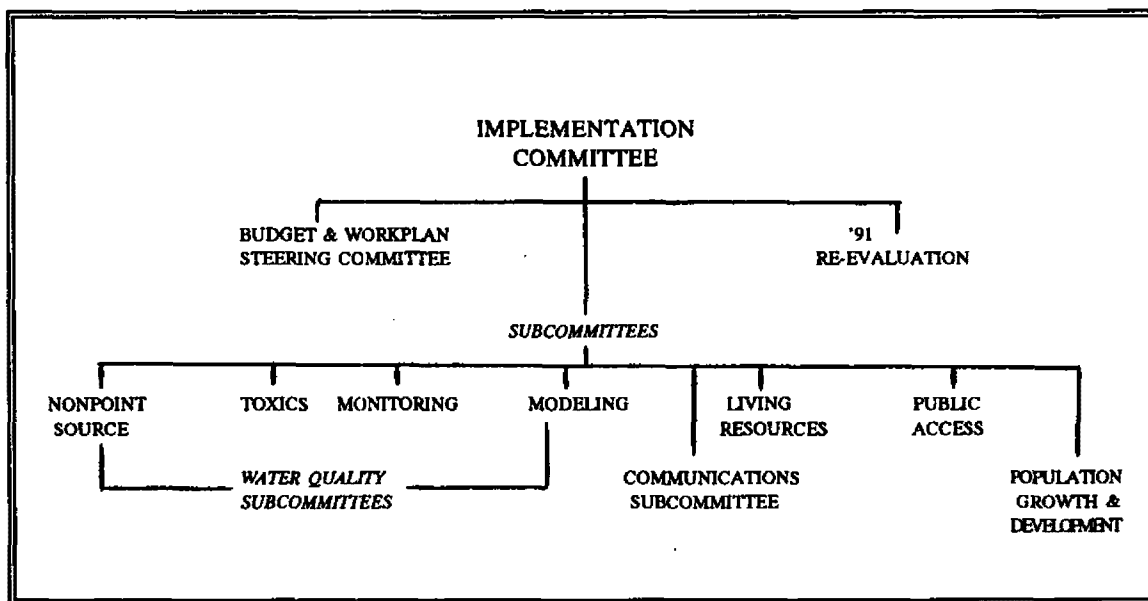 IMPLEMENTATION
COMMITTEE
BUDGET & WORKPLAN
STEERING COMMITTEE
'91
RE-EVALUATION
SUBCOMMITTEES
NONPOINT
SOURCE
TOXICS
MONITORING
MODELING
LIVING
RESOURCES
PUBLIC
ACCESS
WATER QUALITY
SUBCOMMITTEES
COMMUNICATIONS
SUBCOMMITTEE
POPULATION
GROWTH &
DEVELOPMENT